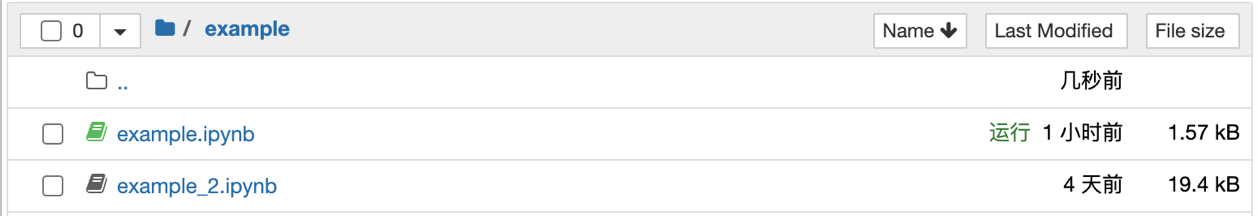 0 / example Name Last Modified File size
.. 几秒前
example.ipynb 运行 1 小时前 1.57 kB
example_2.ipynb 4 天前 19.4 kB